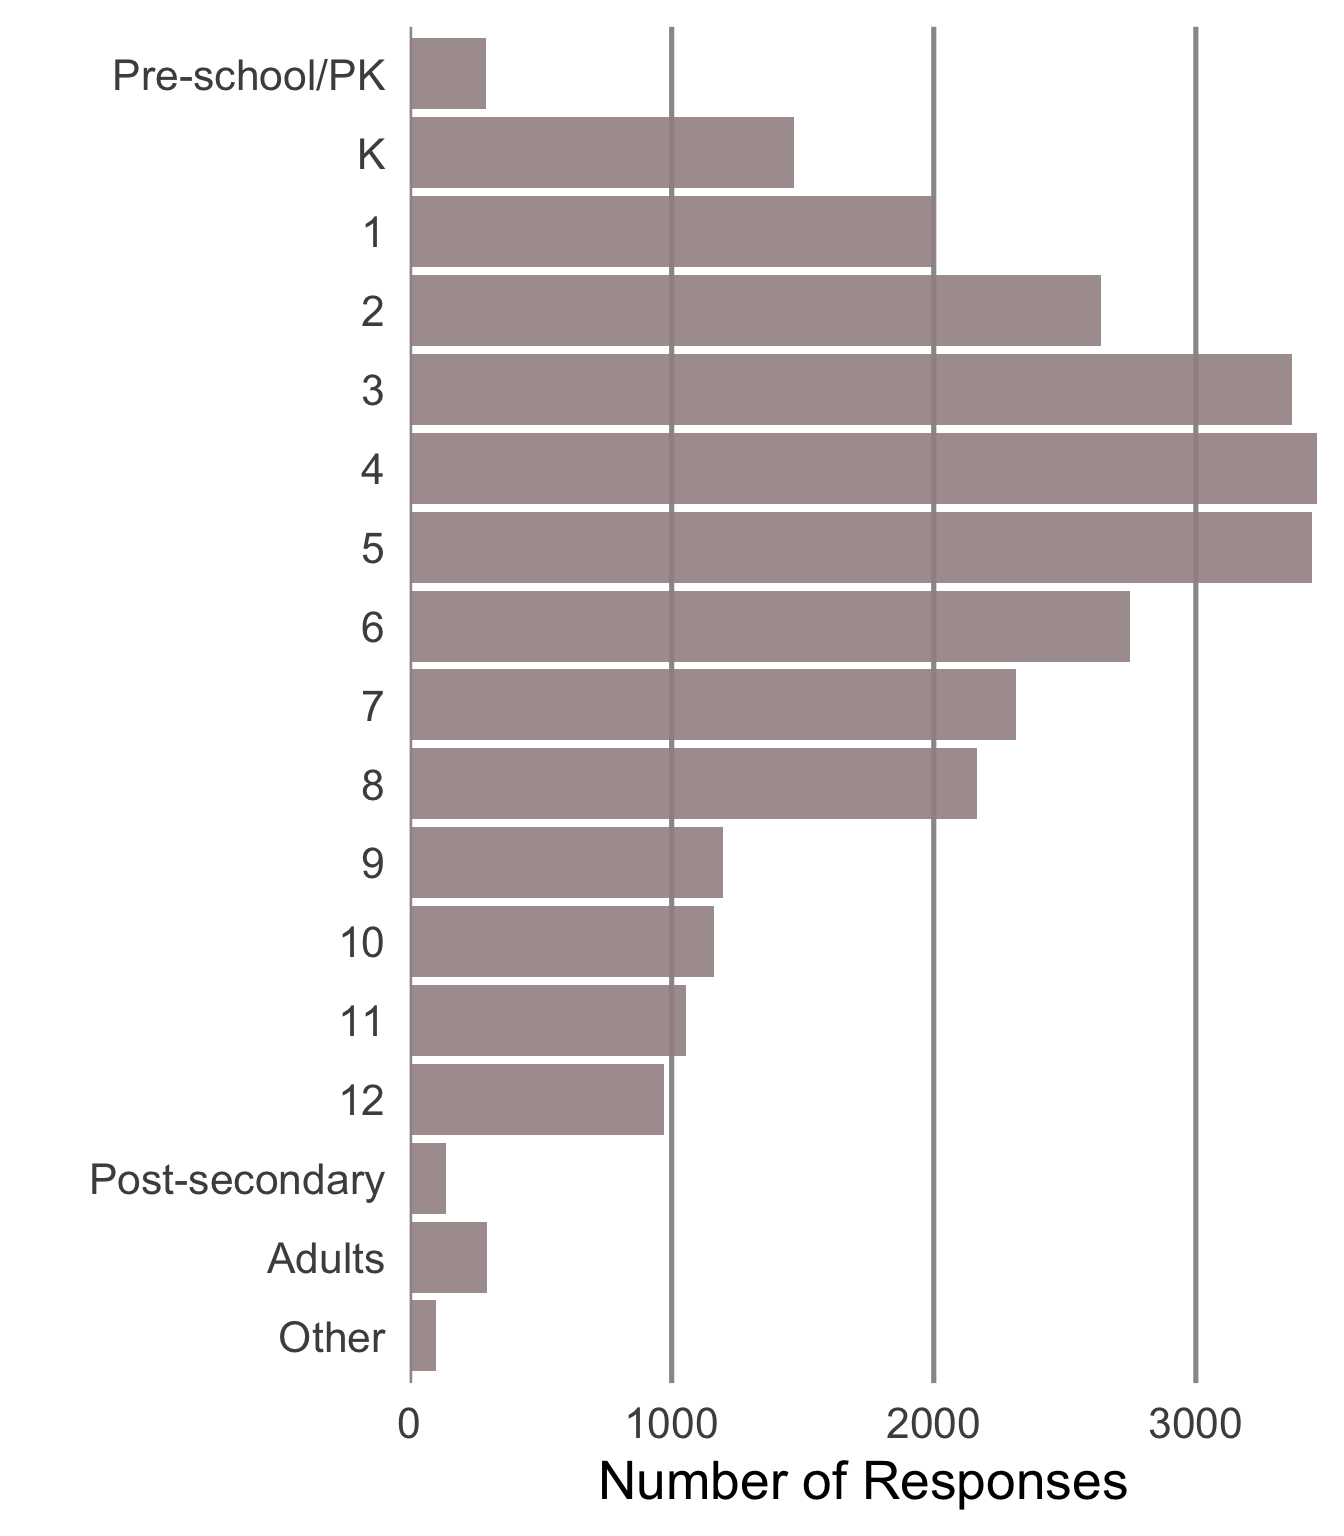 Pre-school/PK
K
1
2
3
4
5
6
7
8
9
10
11
12
Post-secondary
Adults
Other
0 1000 2000 3000
Number of Responses